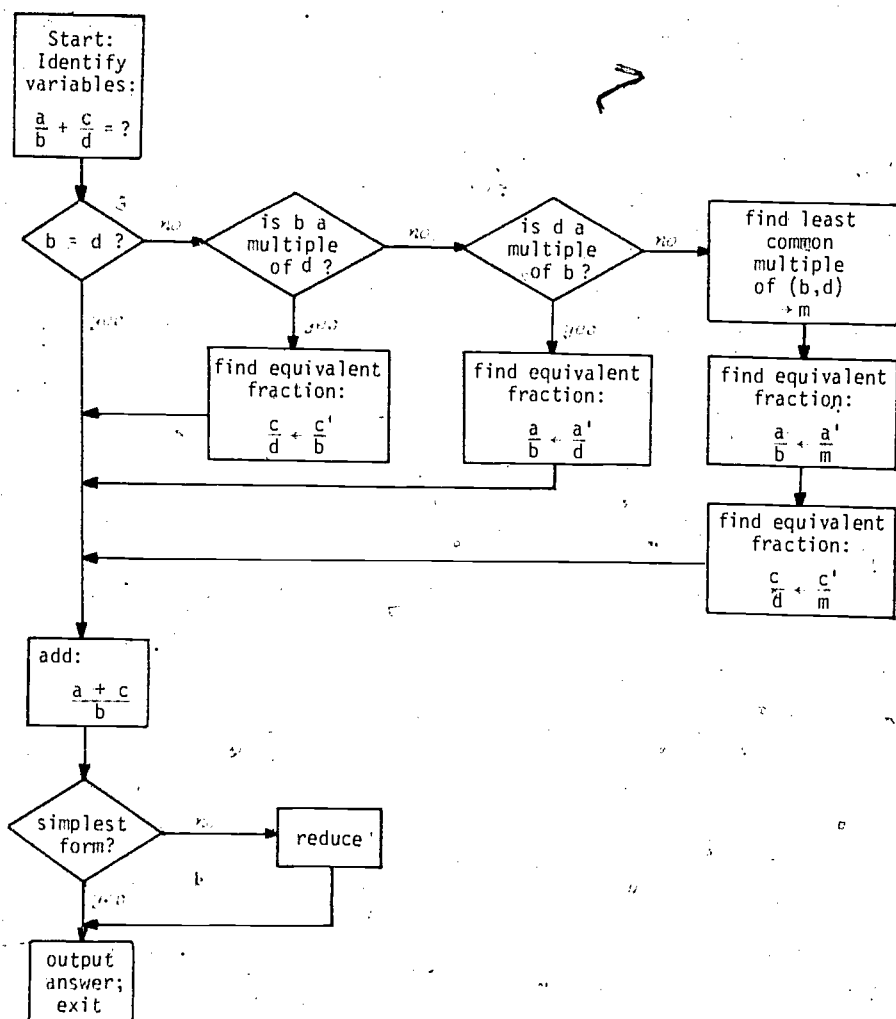 Start:
Identify
variables:
a/b + c/d = ?
b = d ?
no
is b a
multiple
of d ?
no
is d a
multiple
of b?
no
find least
common
multiple
of (b,d)
→ m
yes
yes
yes
find equivalent
fraction:
c/d ← c'/b
find equivalent
fraction:
a/b ← a'/d
find equivalent
fraction:
a/b ← a'/m
find equivalent
fraction:
c/d ← c'/m
add:
a + c/b
simplest
form?
no
reduce
yes
output
answer;
exit